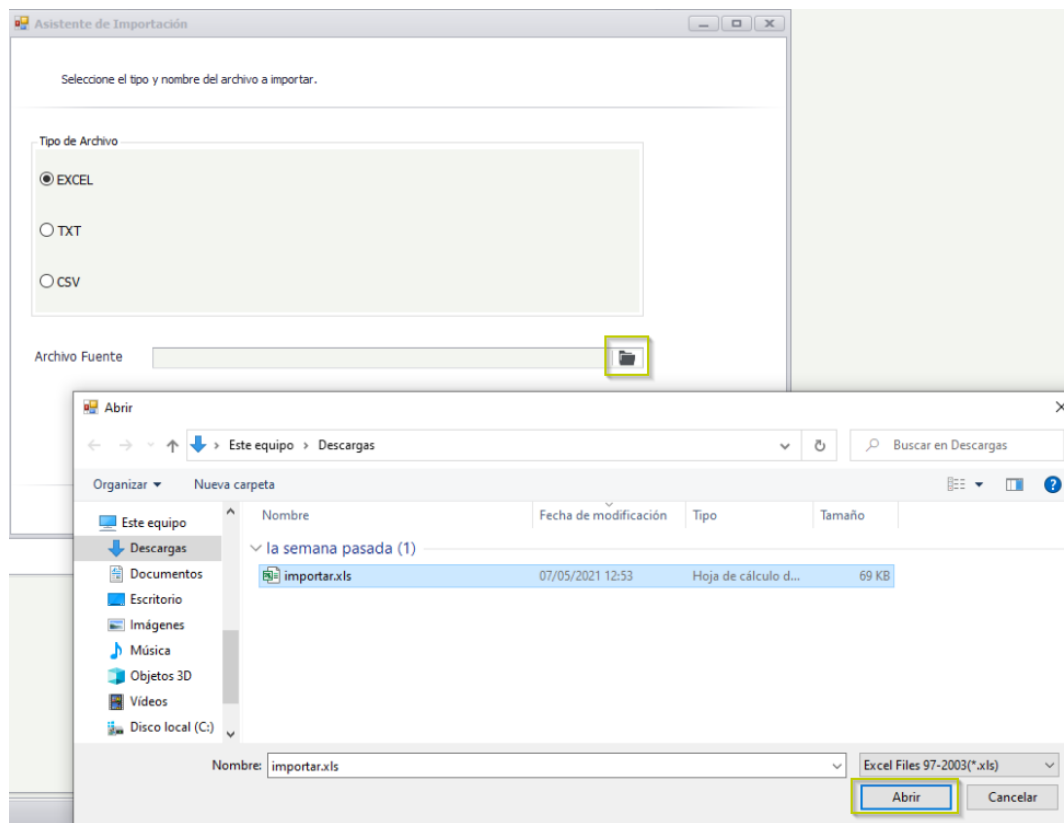 Asistente de Importación
Seleccione el tipo y nombre del archivo a importar.
Tipo de Archivo
EXCEL
TXT
CSV
Archivo Fuente
Abrir
Este equipo › Descargas
Buscar en Descargas
Organizar
Nueva carpeta
Este equipo
Descargas
Documentos
Escritorio
Imágenes
Música
Objetos 3D
Vídeos
Disco local (C:)
Nombre Fecha de modificación Tipo Tamaño
la semana pasada (1)
importar.xls 07/05/2021 12:53 Hoja de cálculo d... 69 KB
Nombre: importar.xls Excel Files 97-2003(*.xls)
Abrir Cancelar